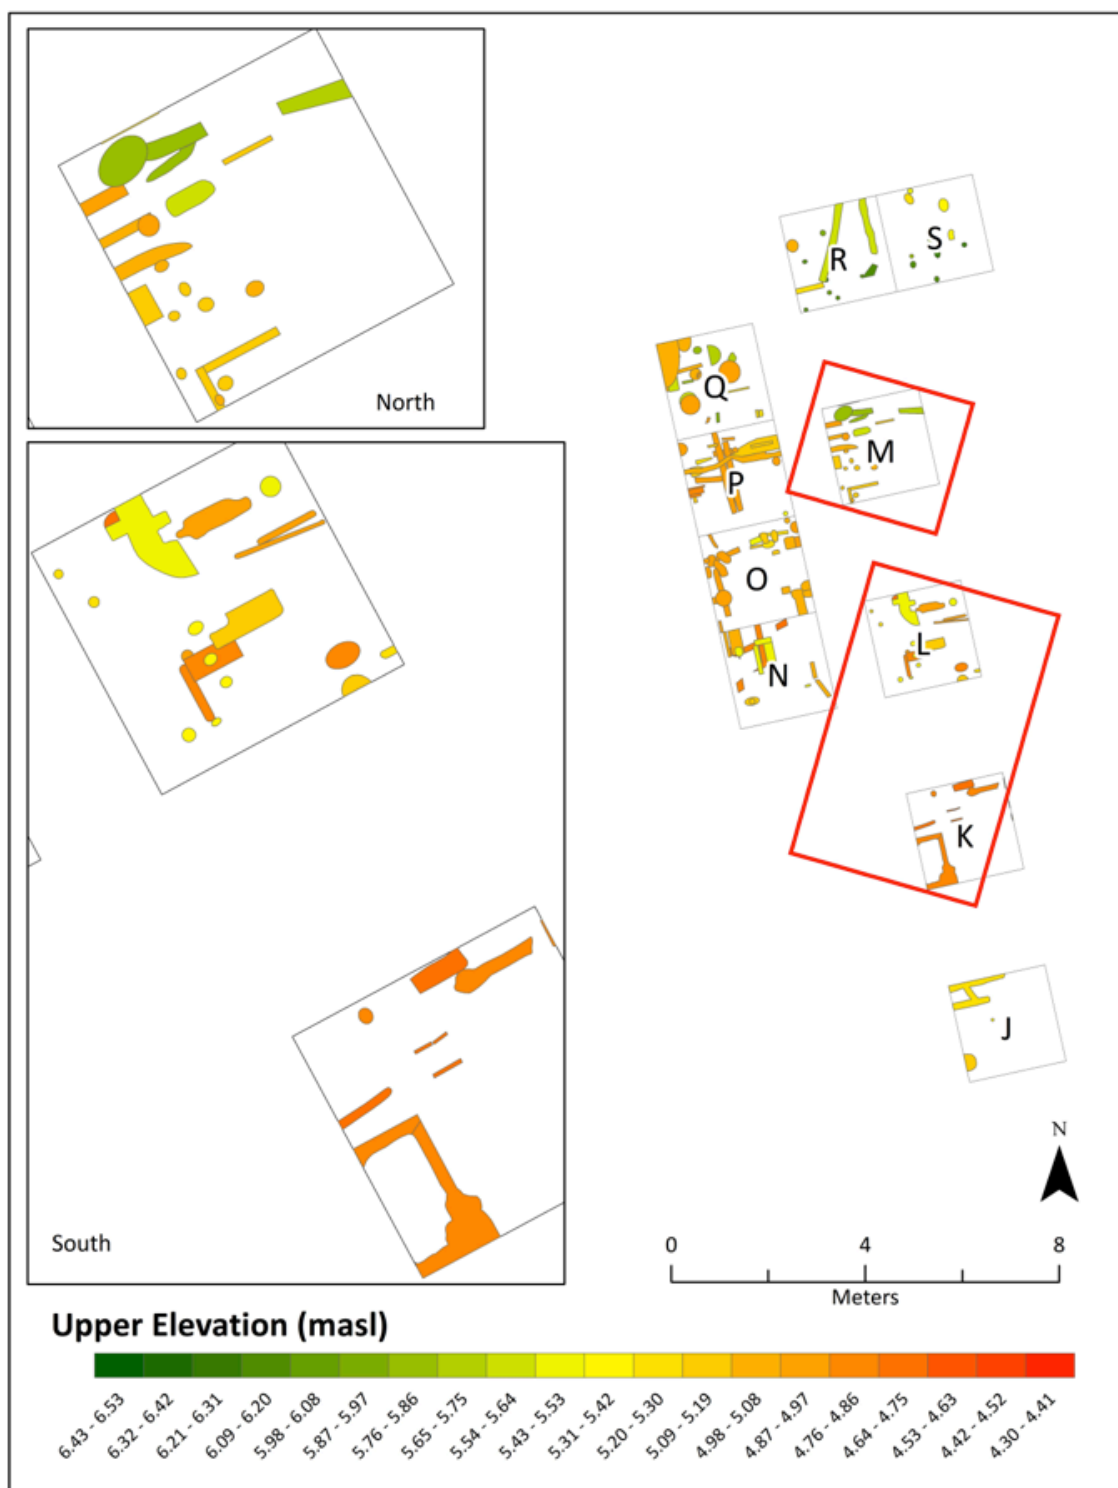 North
R
S
Q
M
P
O
L
N
K
J
N
South
0 4 8
Meters
Upper Elevation (masl)
6.43 - 6.53
6.32 - 6.42
6.21 - 6.31
6.09 - 6.20
5.98 - 6.08
5.87 - 5.97
5.76 - 5.86
5.65 - 5.75
5.54 - 5.64
5.43 - 5.53
5.31 - 5.42
5.20 - 5.30
5.09 - 5.19
4.98 - 5.08
4.87 - 4.97
4.76 - 4.86
4.64 - 4.75
4.53 - 4.63
4.42 - 4.52
4.30 - 4.41